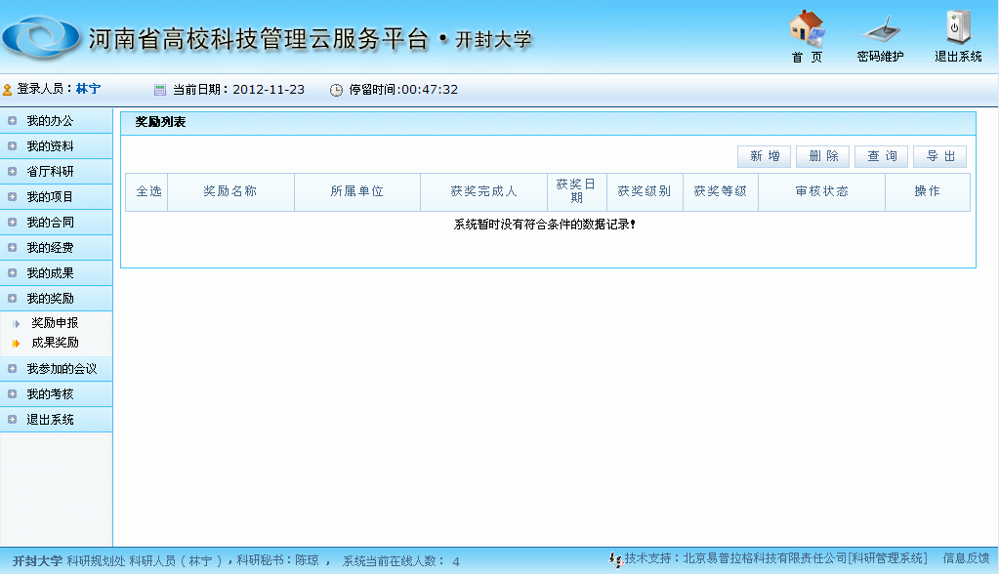 河南省高校科技管理云服务平台·开封大学
首 页 密码维护 退出系统
登录人员：林宁 当前日期：2012-11-23 停留时间:00:47:32
我的办公
我的资料
省厅科研
我的项目
我的合同
我的经费
我的成果
我的奖励
奖励申报
成果奖励
我参加的会议
我的考核
退出系统
奖励列表
新 增 删 除 查 询 导 出
全选 奖励名称 所属单位 获奖完成人 获奖日期 获奖级别 获奖等级 审核状态 操作
系统暂时没有符合条件的数据记录!
开封大学 科研规划处 科研人员（林宁），科研秘书：陈琼 ， 系统当前在线人数： 4
技术支持：北京易普拉格科技有限责任公司[科研管理系统] 信息反馈